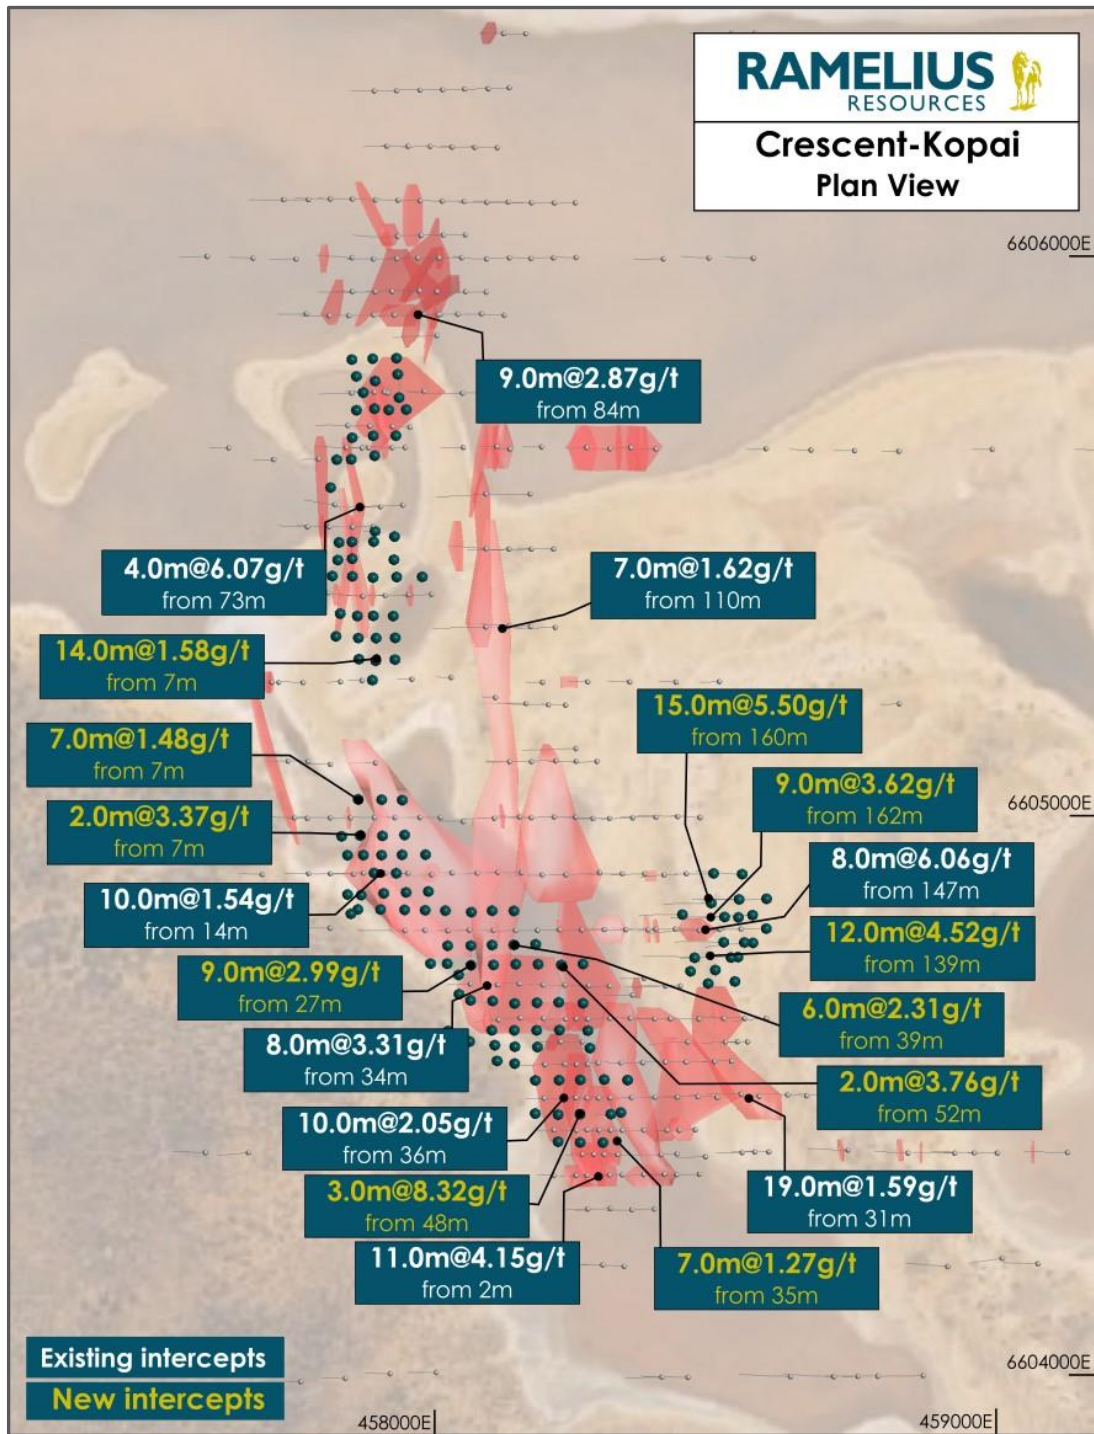 RAMELIUS
RESOURCES
Crescent-Kopai
Plan View
6606000E
9.0m@2.87g/t
from 84m
4.0m@6.07g/t
from 73m
7.0m@1.62g/t
from 110m
14.0m@1.58g/t
from 7m
15.0m@5.50g/t
from 160m
7.0m@1.48g/t
from 7m
9.0m@3.62g/t
from 162m
6605000E
2.0m@3.37g/t
from 7m
8.0m@6.06g/t
from 147m
10.0m@1.54g/t
from 14m
12.0m@4.52g/t
from 139m
9.0m@2.99g/t
from 27m
6.0m@2.31g/t
from 39m
8.0m@3.31g/t
from 34m
2.0m@3.76g/t
from 52m
10.0m@2.05g/t
from 36m
19.0m@1.59g/t
from 31m
3.0m@8.32g/t
from 48m
11.0m@4.15g/t
from 2m
7.0m@1.27g/t
from 35m
Existing intercepts
New intercepts
6604000E
458000E
459000E